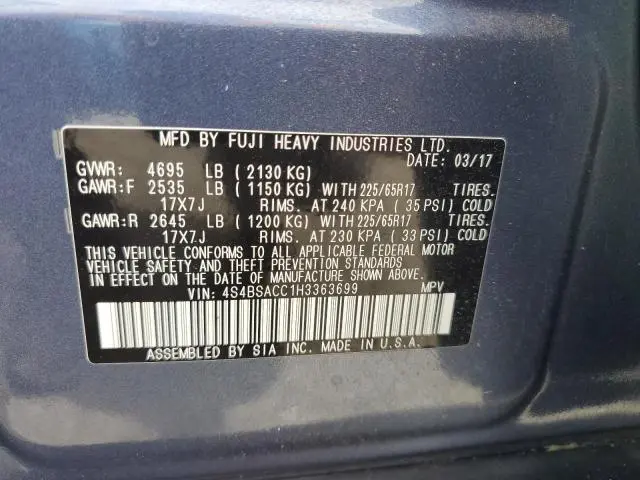 MFD BY FUJI HEAVY INDUSTRIES LTD.
DATE: 03/17
GVWR: 4695 LB (2130 KG)
GAWR:F 2535 LB (1150 KG) WITH 225/65R17 TIRES.
17X7J RIMS. AT 240 KPA (35 PSI) COLD
GAWR:R 2645 LB (1200 KG) WITH 225/65R17 TIRES.
17X7J RIMS. AT 230 KPA (33 PSI) COLD
THIS VEHICLE CONFORMS TO ALL APPLICABLE FEDERAL MOTOR
VEHICLE SAFETY AND THEFT PREVENTION STANDARDS
IN EFFECT ON THE DATE OF MANUFACTURE SHOWN ABOVE.
VIN: 4S4BSACC1H3363699 MPV
ASSEMBLED BY SIA INC. MADE IN U.S.A.